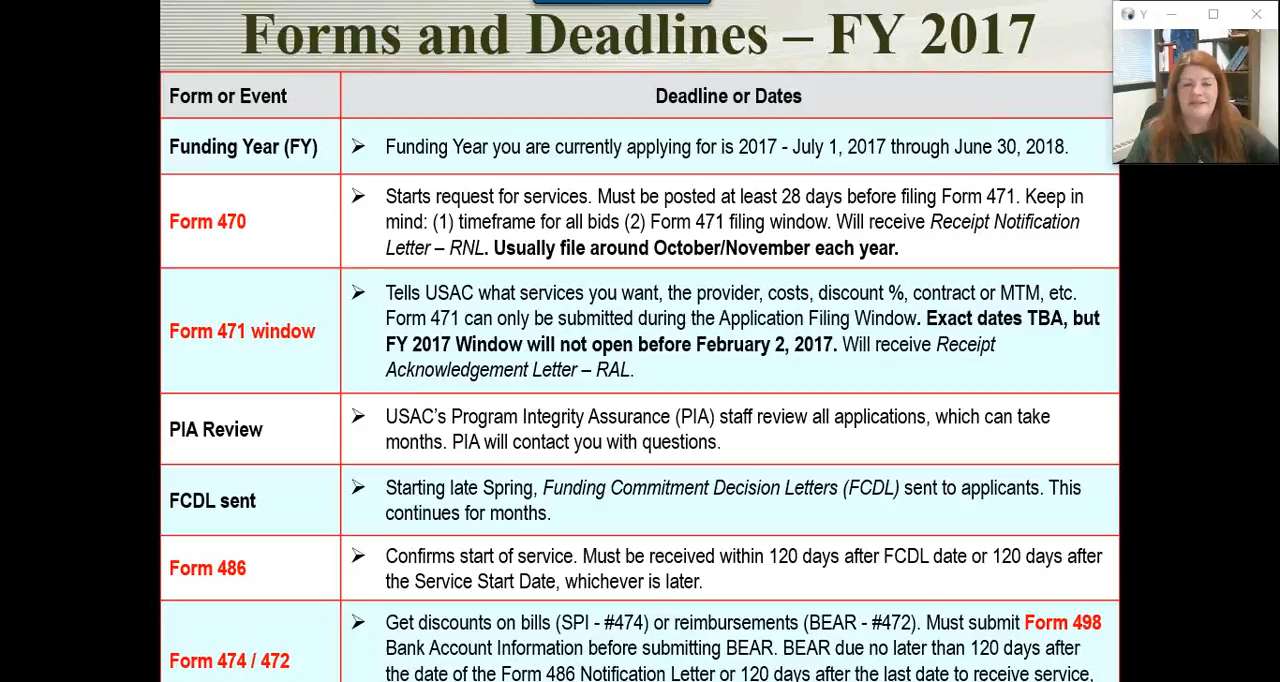 Forms and Deadlines – FY 2017
Y
Form or Event
Deadline or Dates
Funding Year (FY)
Funding Year you are currently applying for is 2017 - July 1, 2017 through June 30, 2018.
Form 470
Starts request for services. Must be posted at least 28 days before filing Form 471. Keep in
mind: (1) timeframe for all bids (2) Form 471 filing window. Will receive Receipt Notification
Letter – RNL. Usually file around October/November each year.
Form 471 window
Tells USAC what services you want, the provider, costs, discount %, contract or MTM, etc.
Form 471 can only be submitted during the Application Filing Window. Exact dates TBA, but
FY 2017 Window will not open before February 2, 2017. Will receive Receipt
Acknowledgement Letter – RAL.
PIA Review
USAC’s Program Integrity Assurance (PIA) staff review all applications, which can take
months. PIA will contact you with questions.
FCDL sent
Starting late Spring, Funding Commitment Decision Letters (FCDL) sent to applicants. This
continues for months.
Form 486
Confirms start of service. Must be received within 120 days after FCDL date or 120 days after
the Service Start Date, whichever is later.
Form 474 / 472
Get discounts on bills (SPI - #474) or reimbursements (BEAR - #472). Must submit Form 498
Bank Account Information before submitting BEAR. BEAR due no later than 120 days after
the date of the Form 486 Notification Letter or 120 days after the last date to receive service,